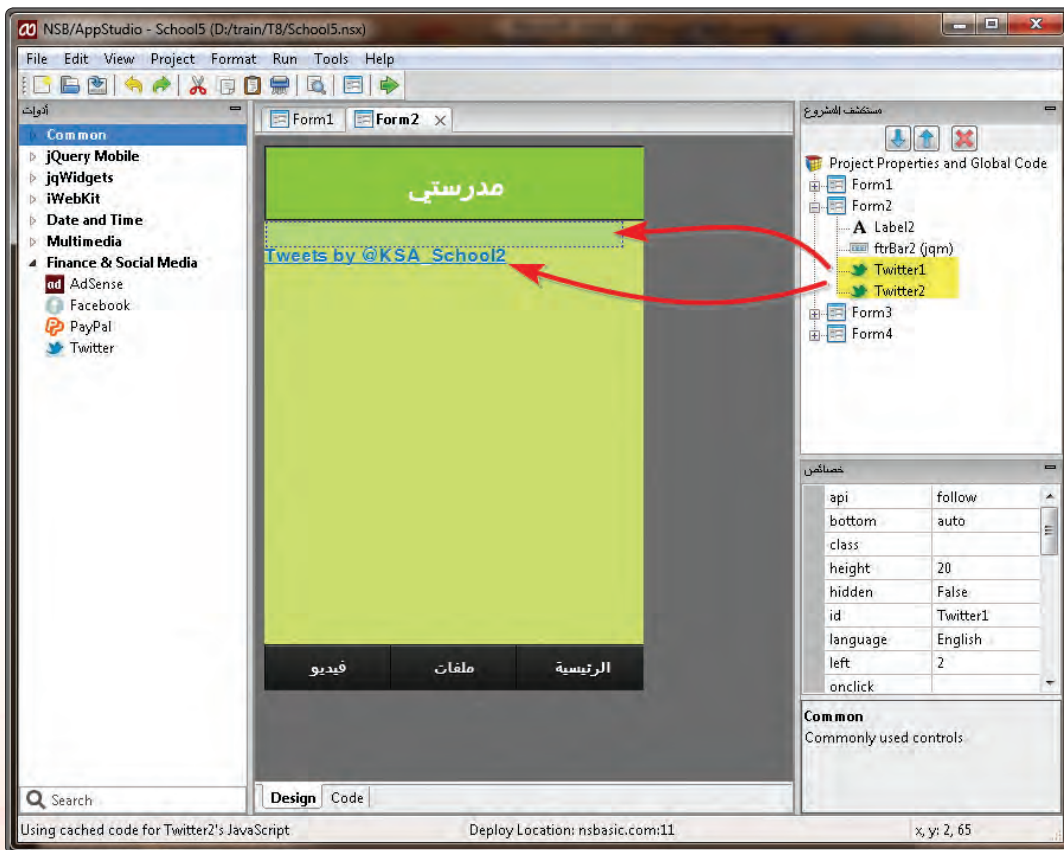 NSB/AppStudio - School5 (D:/train/T8/School5.nsx)
File Edit View Project Format Run Tools Help
أدوات
Common
jQuery Mobile
jqWidgets
iWebKit
Date and Time
Multimedia
Finance & Social Media
ad AdSense
Facebook
PayPal
Twitter
Search
Form1 Form2
مدرستي
Tweets by @KSA_School2
الرئيسية ملفات فيديو
Design Code
مستكشف المشروع
Project Properties and Global Code
Form1
Form2
A Label2
ftrBar2 (jqm)
Twitter1
Twitter2
Form3
Form4
خصائص
api follow
bottom auto
class
height 20
hidden False
id Twitter1
language English
left 2
onclick
Common
Commonly used controls
Using cached code for Twitter2's JavaScript Deploy Location: nsbasic.com:11 x, y: 2, 65